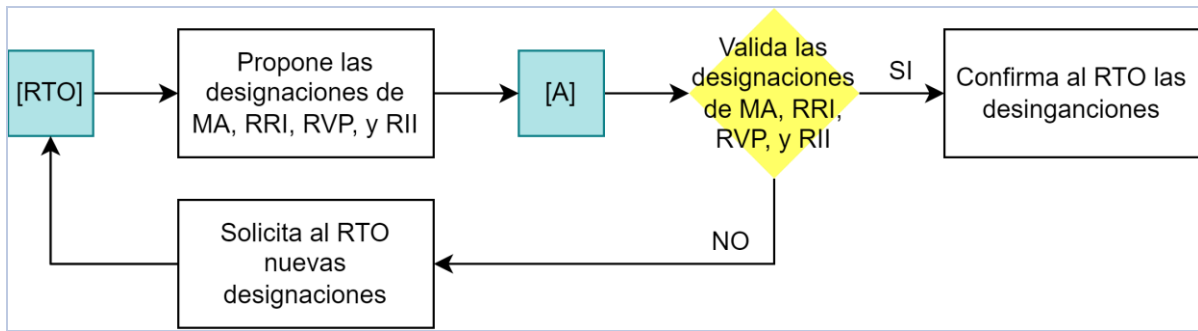 [RTO]
Propone las
designaciones de
MA, RRI, RVP, y RII
[A]
Valida las
designaciones
de MA, RRI,
RVP, y RII
SI
Confirma al RTO las
desinganciones
NO
Solicita al RTO
nuevas
designaciones